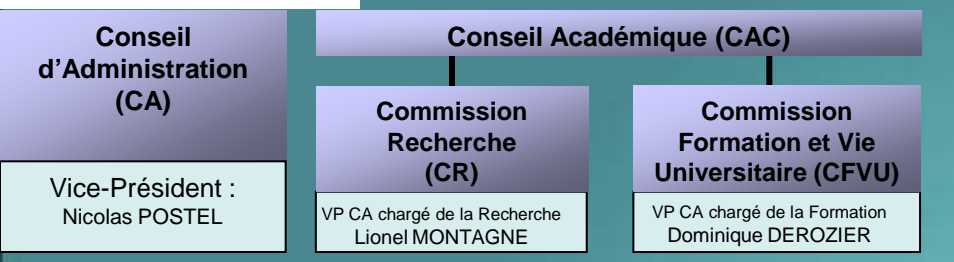 Conseil
d'Administration
(CA)
Vice-Président :
Nicolas POSTEL
Conseil Académique (CAC)
Commission
Recherche
(CR)
VP CA chargé de la Recherche
Lionel MONTAGNE
Commission
Formation et Vie
Universitaire (CFVU)
VP CA chargé de la Formation
Dominique DEROZIER